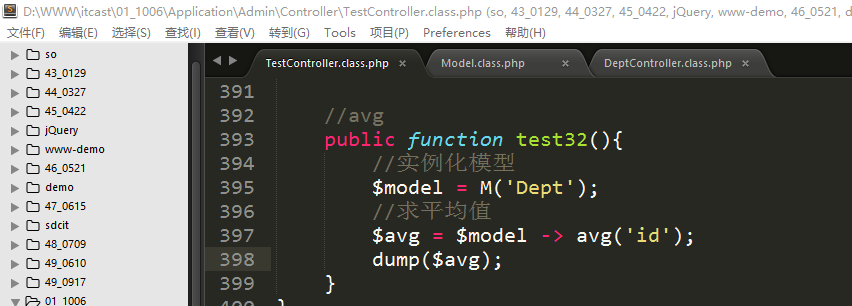 D:\WWW\itcast\01_1006\Application\Admin\Controller\TestController.class.php (so, 43_0129, 44_0327, 45_0422, jQuery, www-demo, 46_0521, d
文件(F) 编辑(E) 选择(S) 查找(I) 查看(V) 转到(G) Tools 项目(P) Preferences 帮助(H)
so
43_0129
44_0327
45_0422
jQuery
www-demo
46_0521
demo
47_0615
sdcit
48_0709
49_0610
49_0917
01_1006
TestController.class.php × Model.class.php × DeptController.class.php ×
391
392 //avg
393 public function test32(){
394 //实例化模型
395 $model = M('Dept');
396 //求平均值
397 $avg = $model -> avg('id');
398 dump($avg);
399 }
400 }